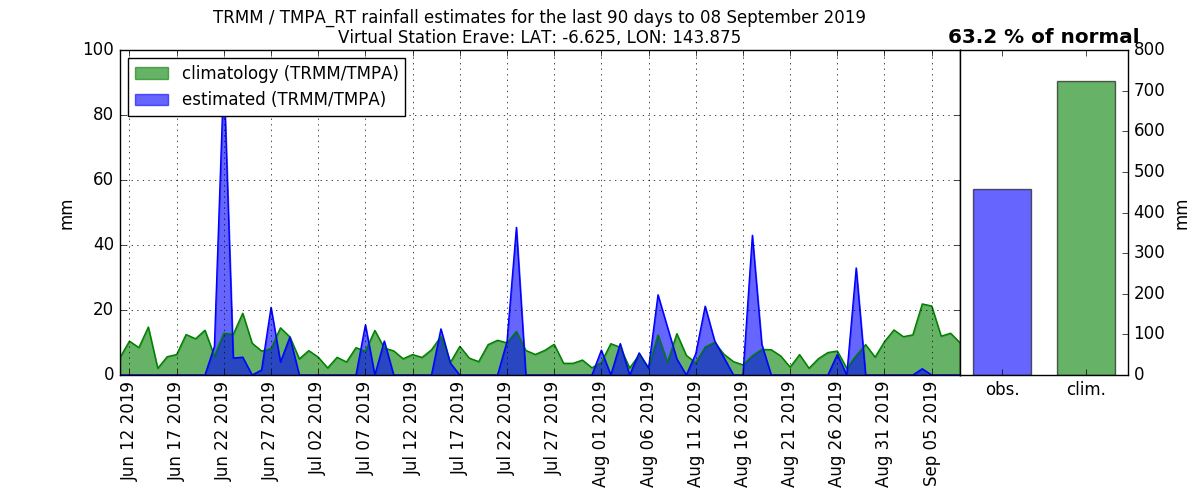 TRMM / TMPA_RT rainfall estimates for the last 90 days to 08 September 2019
Virtual Station Erave: LAT: -6.625, LON: 143.875
63.2 % of normal
climatology (TRMM/TMPA)
estimated (TRMM/TMPA)
100
80
60
40
20
0
mm
Jun 12 2019
Jun 17 2019
Jun 22 2019
Jun 27 2019
Jul 02 2019
Jul 07 2019
Jul 12 2019
Jul 17 2019
Jul 22 2019
Jul 27 2019
Aug 01 2019
Aug 06 2019
Aug 11 2019
Aug 16 2019
Aug 21 2019
Aug 26 2019
Aug 31 2019
Sep 05 2019
obs.
clim.
800
700
600
500
400
300
200
100
0
mm